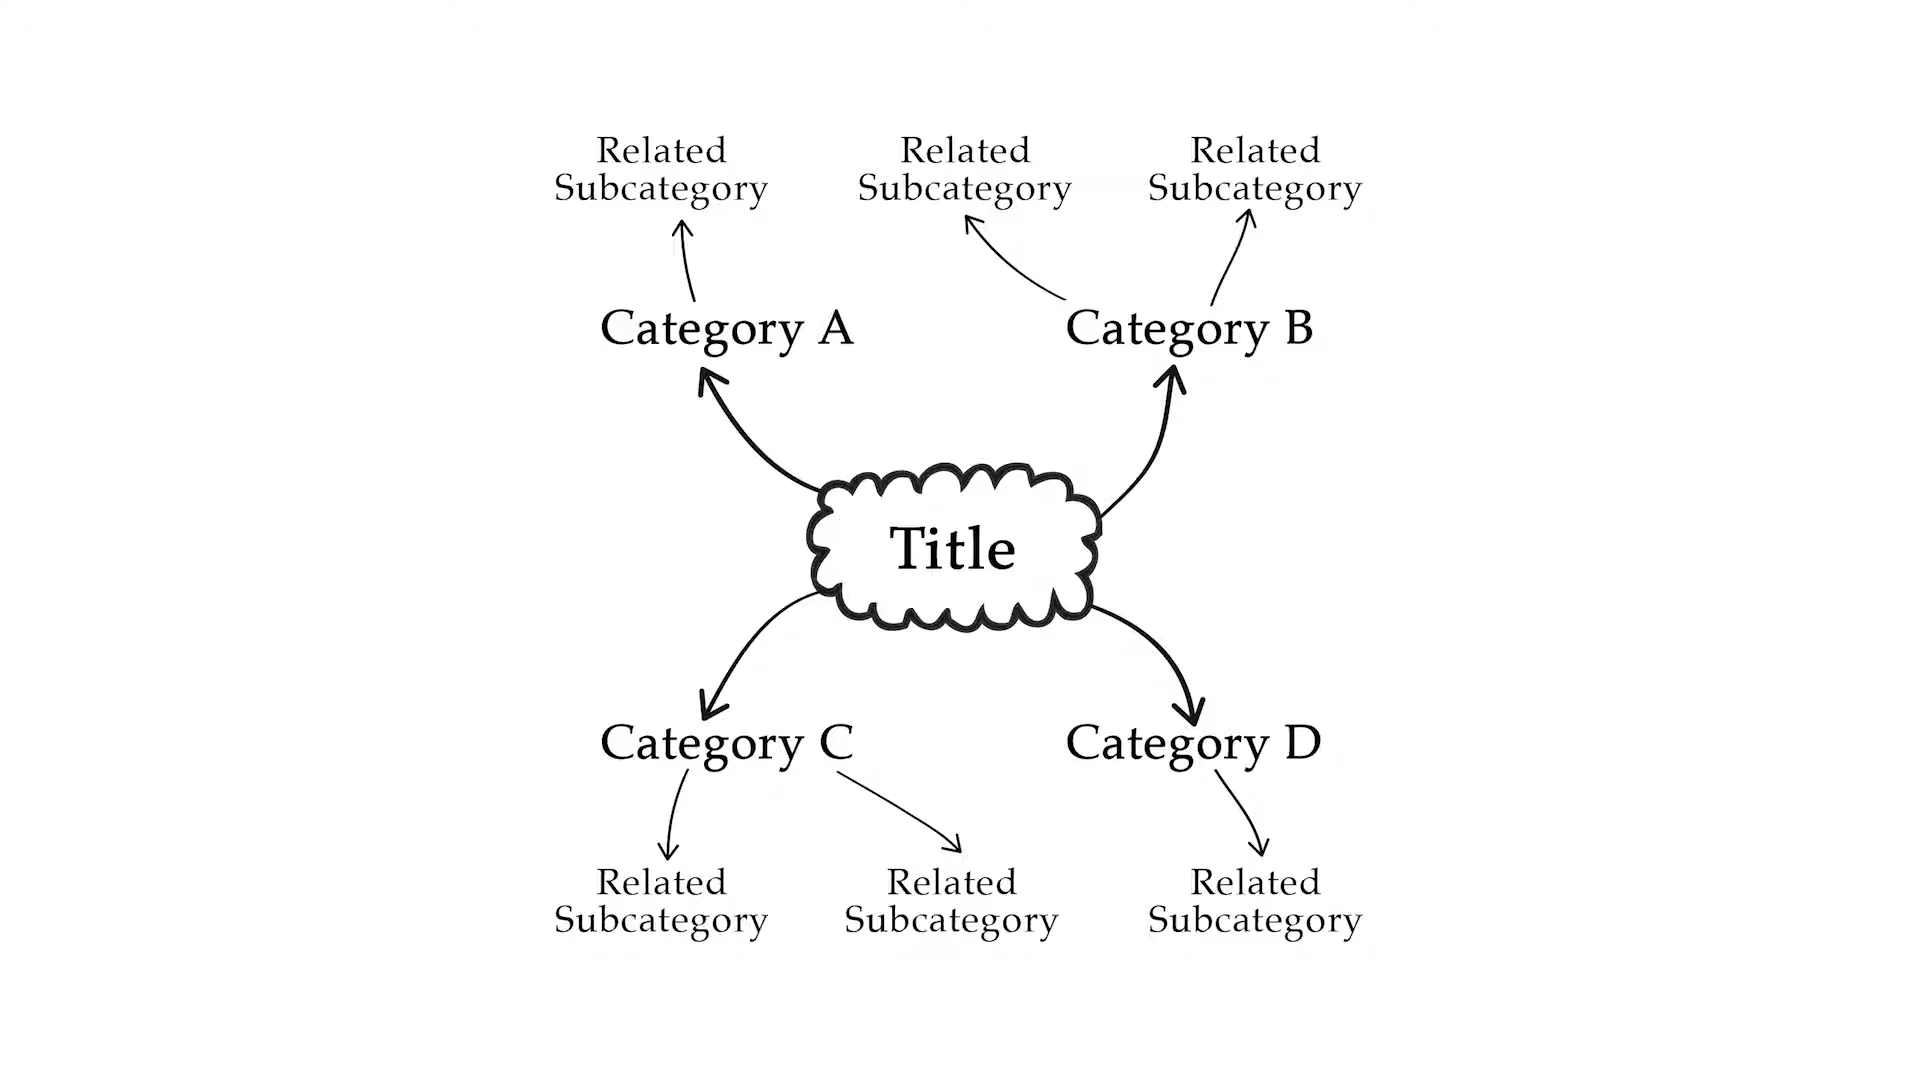 Related Related Related
Subcategory Subcategory Subcategory
Category A Category B
Title
Category C Category D
Related Related Related
Subcategory Subcategory Subcategory